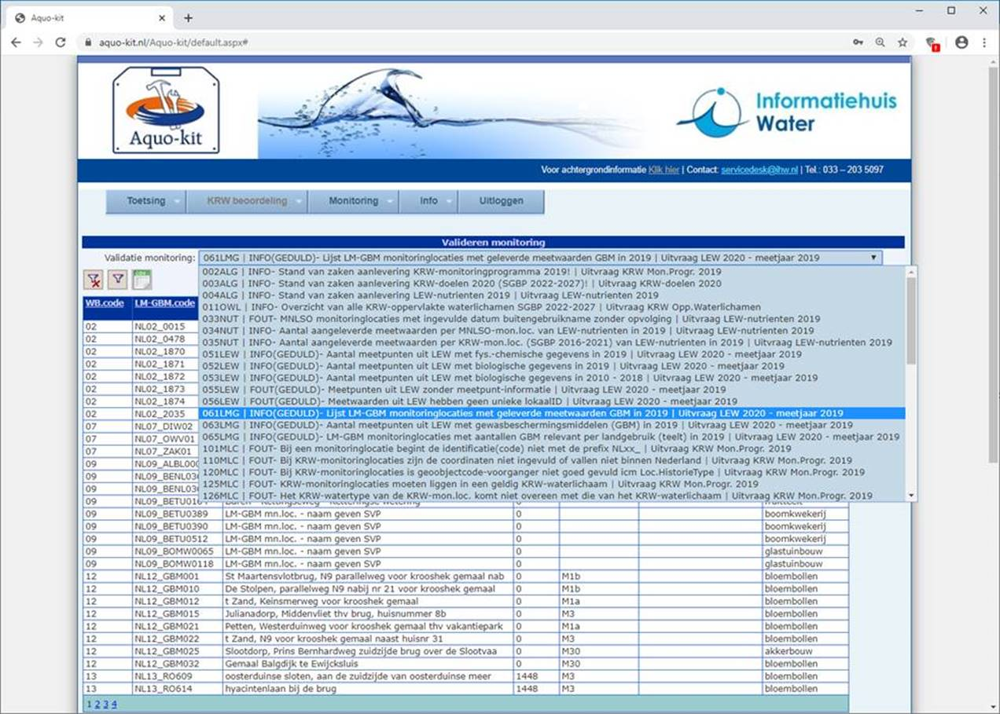 Aquo-kit
aquo-kit.nl/Aquo-kit/default.aspx#
Aquo-kit
Informatiehuis
Water
Voor achtergrondinformatie Klik hier | Contact: servicedesk@ihw.nl | Tel.: 033 – 203 5097
Toetsing KRW beoordeling Monitoring Info Uitloggen
Valideren monitoring
Validatie monitoring: 061LMG | INFO(GEDULD)- Lijst LM-GBM monitoringlocaties met geleverde meetwaarden GBM in 2019 | Uitvraag LEW 2020 - meetjaar 2019
002ALG | INFO- Stand van zaken aanlevering KRW-monitoringprogramma 2019! | Uitvraag KRW Mon.Progr. 2019
003ALG | INFO- Stand van zaken aanlevering KRW-doelen 2020 (SGBP 2022-2027)! | Uitvraag KRW-doelen 2020
004ALG | INFO- Stand van zaken aanlevering LEW-nutrienten 2019 | Uitvraag LEW-nutrienten 2019
011OWL | INFO- Overzicht van alle KRW-oppervlakte waterlichamen SGBP 2022-2027 | Uitvraag KRW Opp.Waterlichamen
033NUT | FOUT- MNLSO monitoringlocaties met ingevulde datum buitengebruikname zonder opvolging | Uitvraag LEW-nutrienten 2019
034NUT | INFO- Aantal aangeleverde meetwaarden per MNLSO-mon.loc. van LEW-nutrienten in 2019 | Uitvraag LEW-nutrienten 2019
035NUT | INFO- Aantal aangeleverde meetwaarden per KRW-mon.loc. (SGBP 2016-2021) van LEW-nutrienten in 2019 | Uitvraag LEW-nutrienten 2019
051LEW | INFO(GEDULD)- Aantal meetpunten uit LEW met fys.-chemische gegevens in 2019 | Uitvraag LEW 2020 - meetjaar 2019
052LEW | INFO(GEDULD)- Aantal meetpunten uit LEW met biologische gegevens in 2019 | Uitvraag LEW 2020 - meetjaar 2019
053LEW | INFO(GEDULD)- Aantal meetpunten uit LEW met biologische gegevens in 2010 - 2018 | Uitvraag LEW 2020 - meetjaar 2019
055LEW | FOUT(GEDULD)- Meetpunten uit LEW zonder meetpunt-informatie | Uitvraag LEW 2020 - meetjaar 2019
056LEW | FOUT(GEDULD)- Meetwaarden uit LEW hebben geen unieke lokaalID | Uitvraag LEW 2020 - meetjaar 2019
061LMG | INFO(GEDULD)- Lijst LM-GBM monitoringlocaties met geleverde meetwaarden GBM in 2019 | Uitvraag LEW 2020 - meetjaar 2019
063LMG | INFO(GEDULD)- Aantal meetpunten uit LEW met gewasbeschermingsmiddelen (GBM) in 2019 | Uitvraag LEW 2020 - meetjaar 2019
065LMG | INFO(GEDULD)- LM-GBM monitoringlocaties met aantallen GBM relevant per landgebruik (teelt) in 2019 | Uitvraag LEW 2020 - meetjaar 2019
101MLC | FOUT- Bij een monitoringlocatie begint de identificatie(code) niet met de prefix NLxx_ | Uitvraag KRW Mon.Progr. 2019
110MLC | FOUT- Bij KRW-monitoringlocaties zijn de coordinaten niet ingevuld of vallen niet binnen Nederland | Uitvraag KRW Mon.Progr. 2019
120MLC | FOUT- Bij KRW-monitoringlocaties is geoobjectcode-voorganger niet goed gevuld icm Loc.HistorieType | Uitvraag KRW Mon.Progr. 2019
125MLC | FOUT- KRW-monitoringlocaties moeten liggen in een geldig KRW-waterlichaam | Uitvraag KRW Mon.Progr. 2019
126MLC | FOUT- Het KRW-watertype van de KRW-mon.loc. komt niet overeen met die van het KRW-waterlichaam | Uitvraag KRW Mon.Progr. 2019
WB.code LM-GBM.code
02 NL02_0015
02 NL02_0478
02 NL02_1870
02 NL02_1871
02 NL02_1872
02 NL02_1873
02 NL02_1874
02 NL02_2035
07 NL07_DIW02
07 NL07_OWV01
07 NL07_ZAK01
09 NL09_ALBL000
09 NL09_BENL03
09 NL09_BENL03
09 NL09_BETU016
09 NL09_BETU0389 LM-GBM mn.loc. - naam geven SVP 0 boomkwekerij
09 NL09_BETU0390 LM-GBM mn.loc. - naam geven SVP 0 boomkwekerij
09 NL09_BETU0512 LM-GBM mn.loc. - naam geven SVP 0 boomkwekerij
09 NL09_BOMW0065 LM-GBM mn.loc. - naam geven SVP 0 glastuinbouw
09 NL09_BOMW0118 LM-GBM mn.loc. - naam geven SVP 0 glastuinbouw
12 NL12_GBM001 St Maartensvlotbrug, N9 parallelweg voor krooshek gemaal nab 0 M1b bloembollen
12 NL12_GBM010 De Stolpen, parallelweg N9 nabij nr 21 voor krooshek gemaal 0 M1b bloembollen
12 NL12_GBM012 t Zand, Keinsmerweg voor krooshek gemaal 0 M1a bloembollen
12 NL12_GBM015 Julianadorp, Middenvliet thv brug, huisnummer 8b 0 M3 bloembollen
12 NL12_GBM021 Petten, Westerduinweg voor krooshek gemaal thv vakantiepark 0 M1a bloembollen
12 NL12_GBM022 t Zand, N9 voor krooshek gemaal naast huisnr 31 0 M3 bloembollen
12 NL12_GBM025 Slootdorp, Prins Bernhardweg zuidzijde brug over de Slootvaa 0 M30 akkerbouw
12 NL12_GBM032 Gemaal Balgdijk te Ewijcksluis 0 M30 bloembollen
13 NL13_RO609 oosterduinse sloten, aan de zuidzijde van oosterduinse meer 1448 M3 bloembollen
13 NL13_RO614 hyacintenlaan bij de brug 1448 M3 bloembollen
1 2 3 4